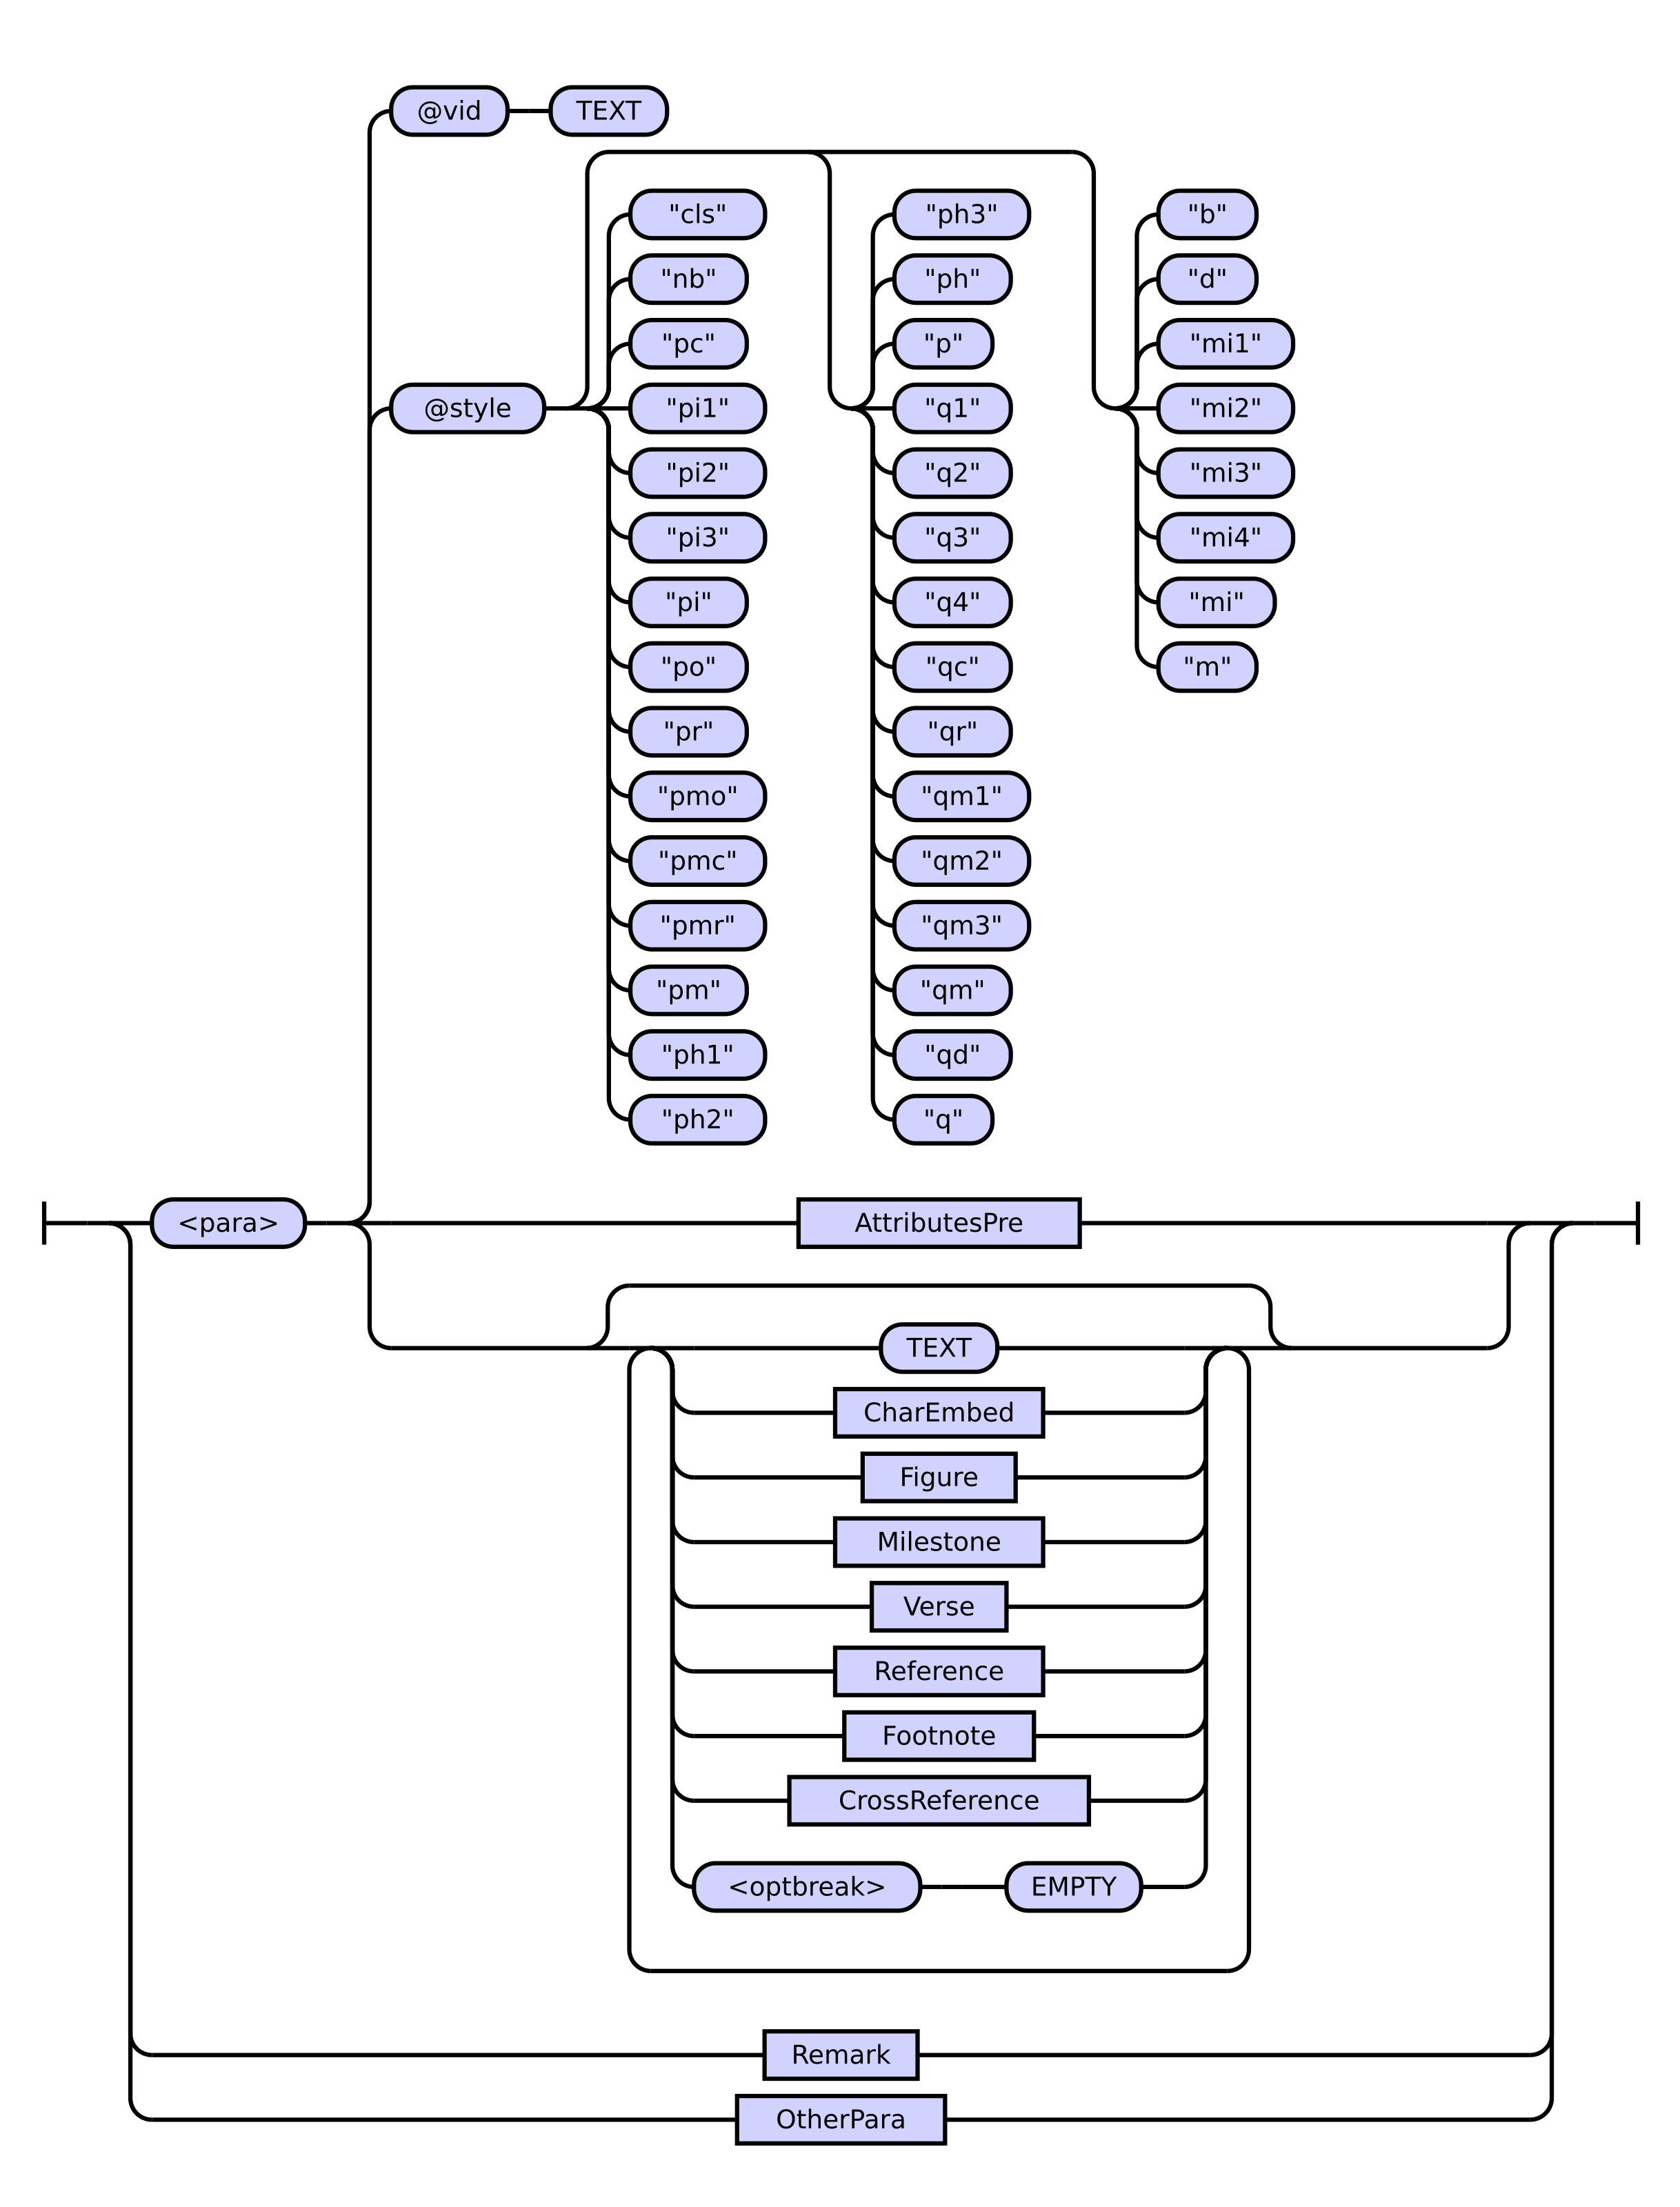 @vid TEXT
"cls" "ph3" "b"
"nb" "ph" "d"
"pc" "p" "mi1"
@style "pi1" "q1" "mi2"
"pi2" "q2" "mi3"
"pi3" "q3" "mi4"
"pi" "q4" "mi"
"po" "qc" "m"
"pr" "qr"
"pmo" "qm1"
"pmc" "qm2"
"pmr" "qm3"
"pm" "qm"
"ph1" "qd"
"ph2" "q"
<para> AttributesPre
TEXT
CharEmbed
Figure
Milestone
Verse
Reference
Footnote
CrossReference
<optbreak> EMPTY
Remark
OtherPara